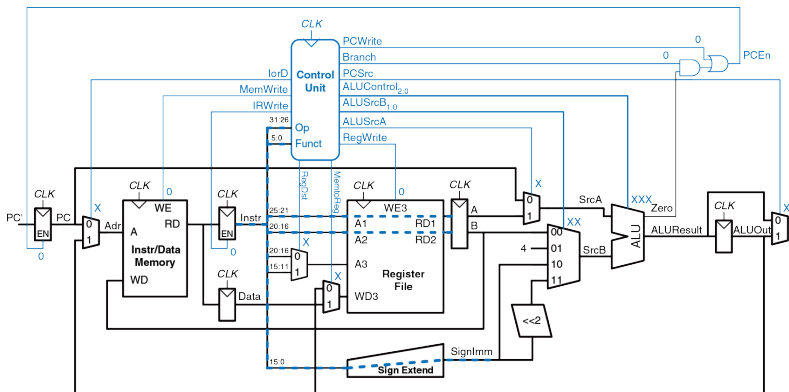 CLK
PCWrite
0
PCEn
Branch
0
IorD
Control
Unit
PCSrc
MemWrite
ALUControl2:0
IRWrite
ALUSrcB1:0
31:26
Op
ALUSrcA
5:0
Funct
RegWrite
RegDst
MemtoReg
CLK
CLK
CLK
CLK
CLK
X
0
0
X
XXX
Zero
CLK
X
PC'
PC
EN
0
0
1
Adr
WE
A
RD
Instr/Data
Memory
WD
EN
0
Instr
25:21
20:16
WE3
A1
RD1
A2
RD2
A
B
0
1
SrcA
XX
00
4
01
10
11
SrcB
ALU
ALUResult
ALUOut
0
1
20:16
15:11
X
0
1
A3
Register
File
Data
CLK
X
0
1
WD3
<<2
15:0
SignImm
Sign Extend